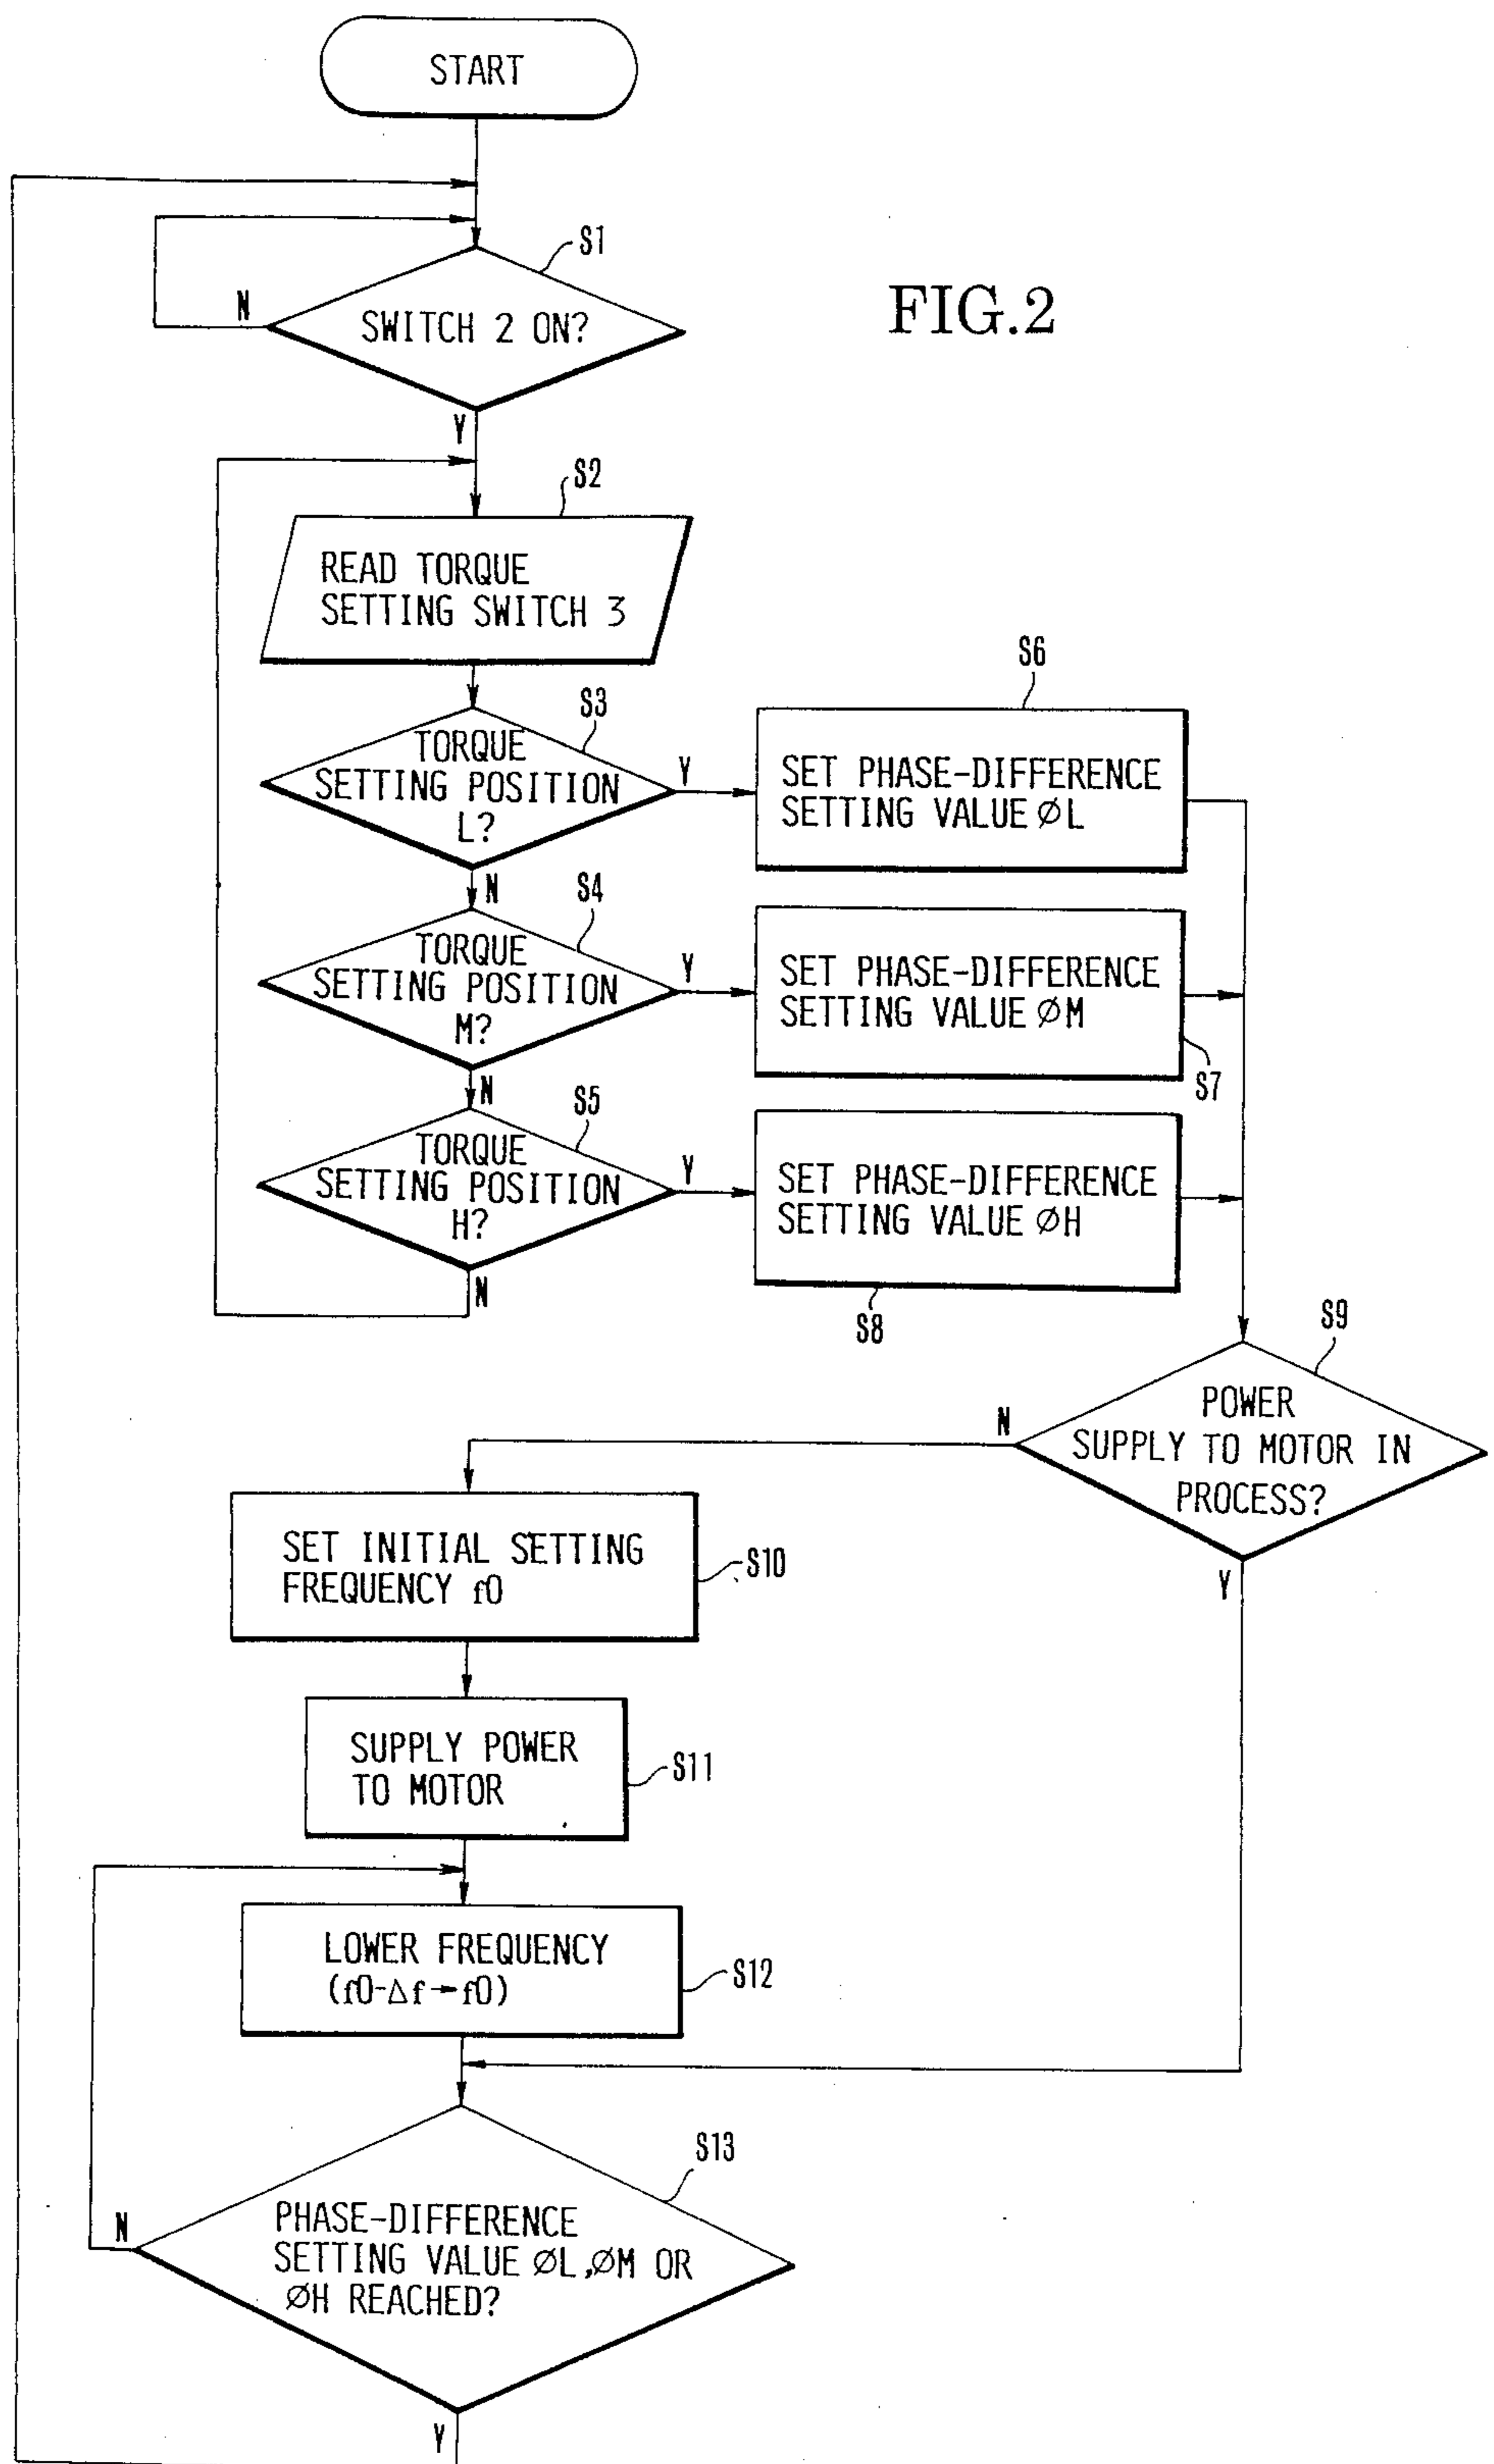 START
S1
FIG.2
N
SWITCH 2 ON?
Y
S2
READ TORQUE
SETTING SWITCH 3
S6
S3
TORQUE
SETTING POSITION
L?
Y
SET PHASE-DIFFERENCE
SETTING VALUE ØL
N
S4
TORQUE
SETTING POSITION
M?
Y
SET PHASE-DIFFERENCE
SETTING VALUE ØM
S7
N
S5
TORQUE
SETTING POSITION
H?
Y
SET PHASE-DIFFERENCE
SETTING VALUE ØH
N
S8
S9
POWER
SUPPLY TO MOTOR IN
PROCESS?
N
Y
SET INITIAL SETTING
FREQUENCY f0
S10
SUPPLY POWER
TO MOTOR
S11
LOWER FREQUENCY
(f0-Δf→f0)
S12
S13
PHASE-DIFFERENCE
SETTING VALUE ØL,ØM OR
ØH REACHED?
N
Y